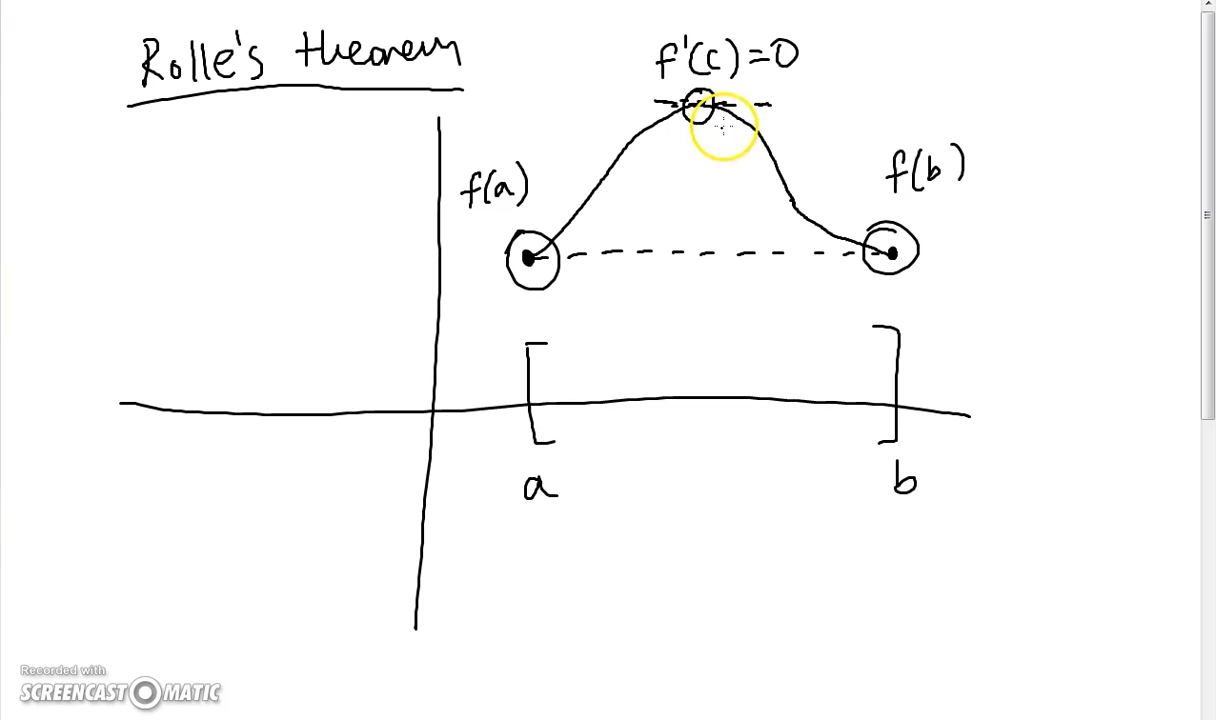 Rolle's theorem
f'(c)=0
f(a)
f(b)
a
b
Recorded with
SCREENCAST MATIC